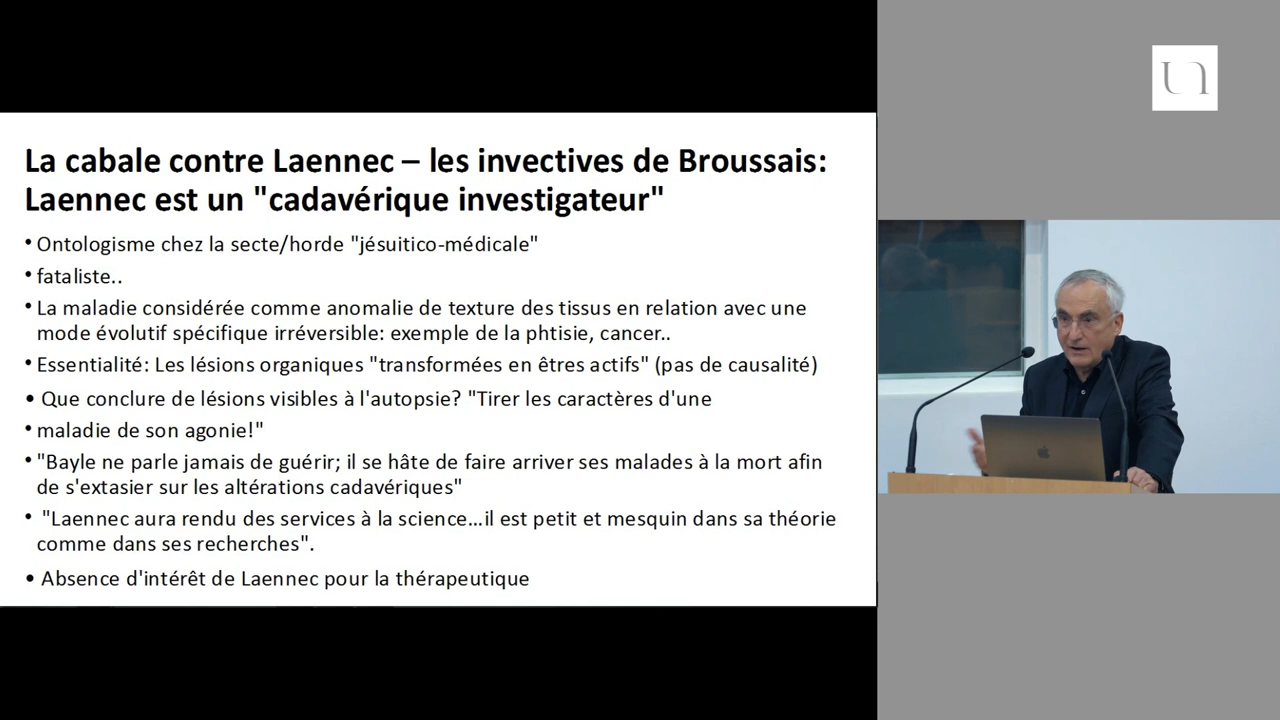 La cabale contre Laennec – les invectives de Broussais:
Laennec est un "cadavérique investigateur"
• Ontologisme chez la secte/horde "jésuitico-médicale"
• fataliste..
• La maladie considérée comme anomalie de texture des tissus en relation avec une
mode évolutif spécifique irréversible: exemple de la phtisie, cancer..
• Essentialité: Les lésions organiques "transformées en êtres actifs" (pas de causalité)
• Que conclure de lésions visibles à l'autopsie? "Tirer les caractères d'une
• maladie de son agonie!"
• "Bayle ne parle jamais de guérir; il se hâte de faire arriver ses malades à la mort afin
de s'extasier sur les altérations cadavériques"
• "Laennec aura rendu des services à la science…il est petit et mesquin dans sa théorie
comme dans ses recherches".
• Absence d'intérêt de Laennec pour la thérapeutique